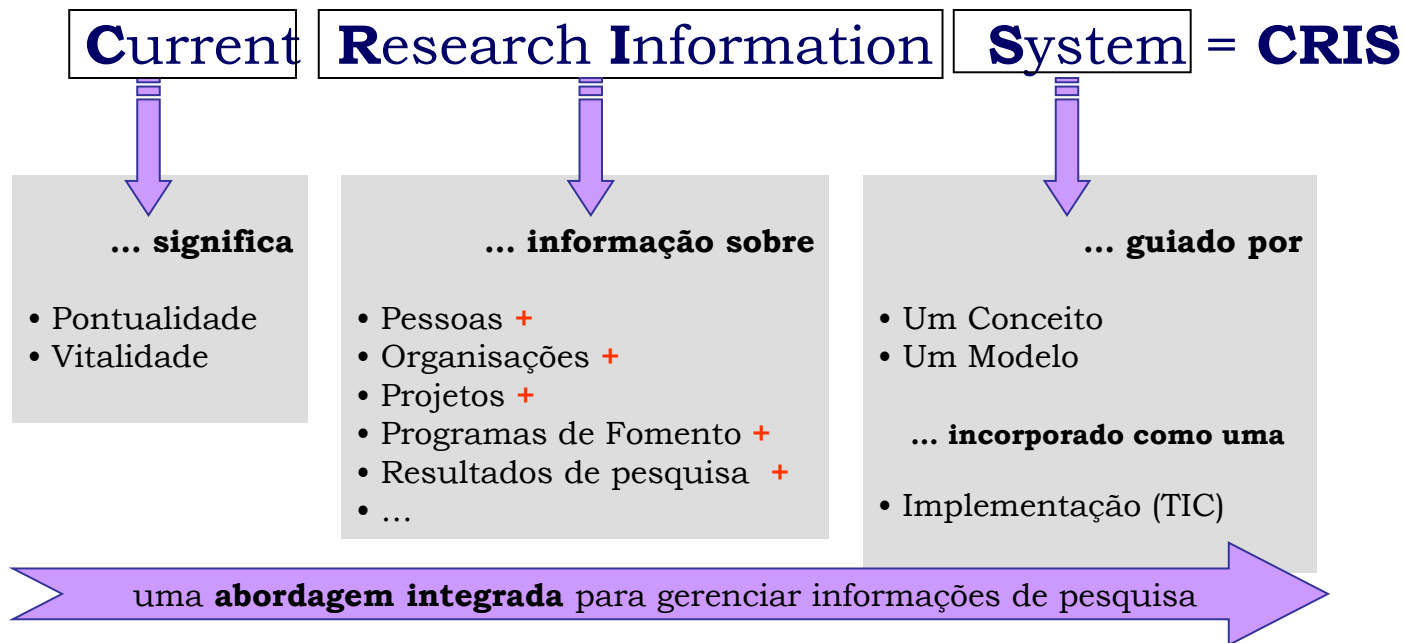 Current Research Information System = CRIS
... significa
• Pontualidade
• Vitalidade
... informação sobre
• Pessoas +
• Organisações +
• Projetos +
• Programas de Fomento +
• Resultados de pesquisa +
• ...
... guiado por
• Um Conceito
• Um Modelo
... incorporado como uma
• Implementação (TIC)
uma abordagem integrada para gerenciar informações de pesquisa